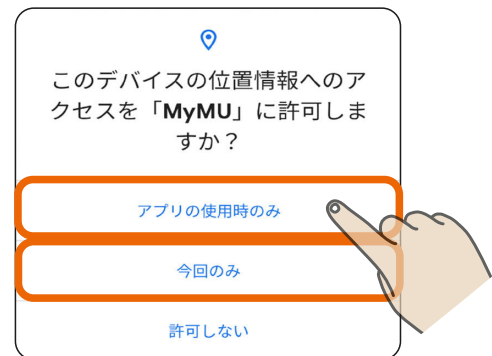 このデバイスの位置情報へのア
クセスを「MyMU」に許可しま
すか？
アプリの使用時のみ
今回のみ
許可しない